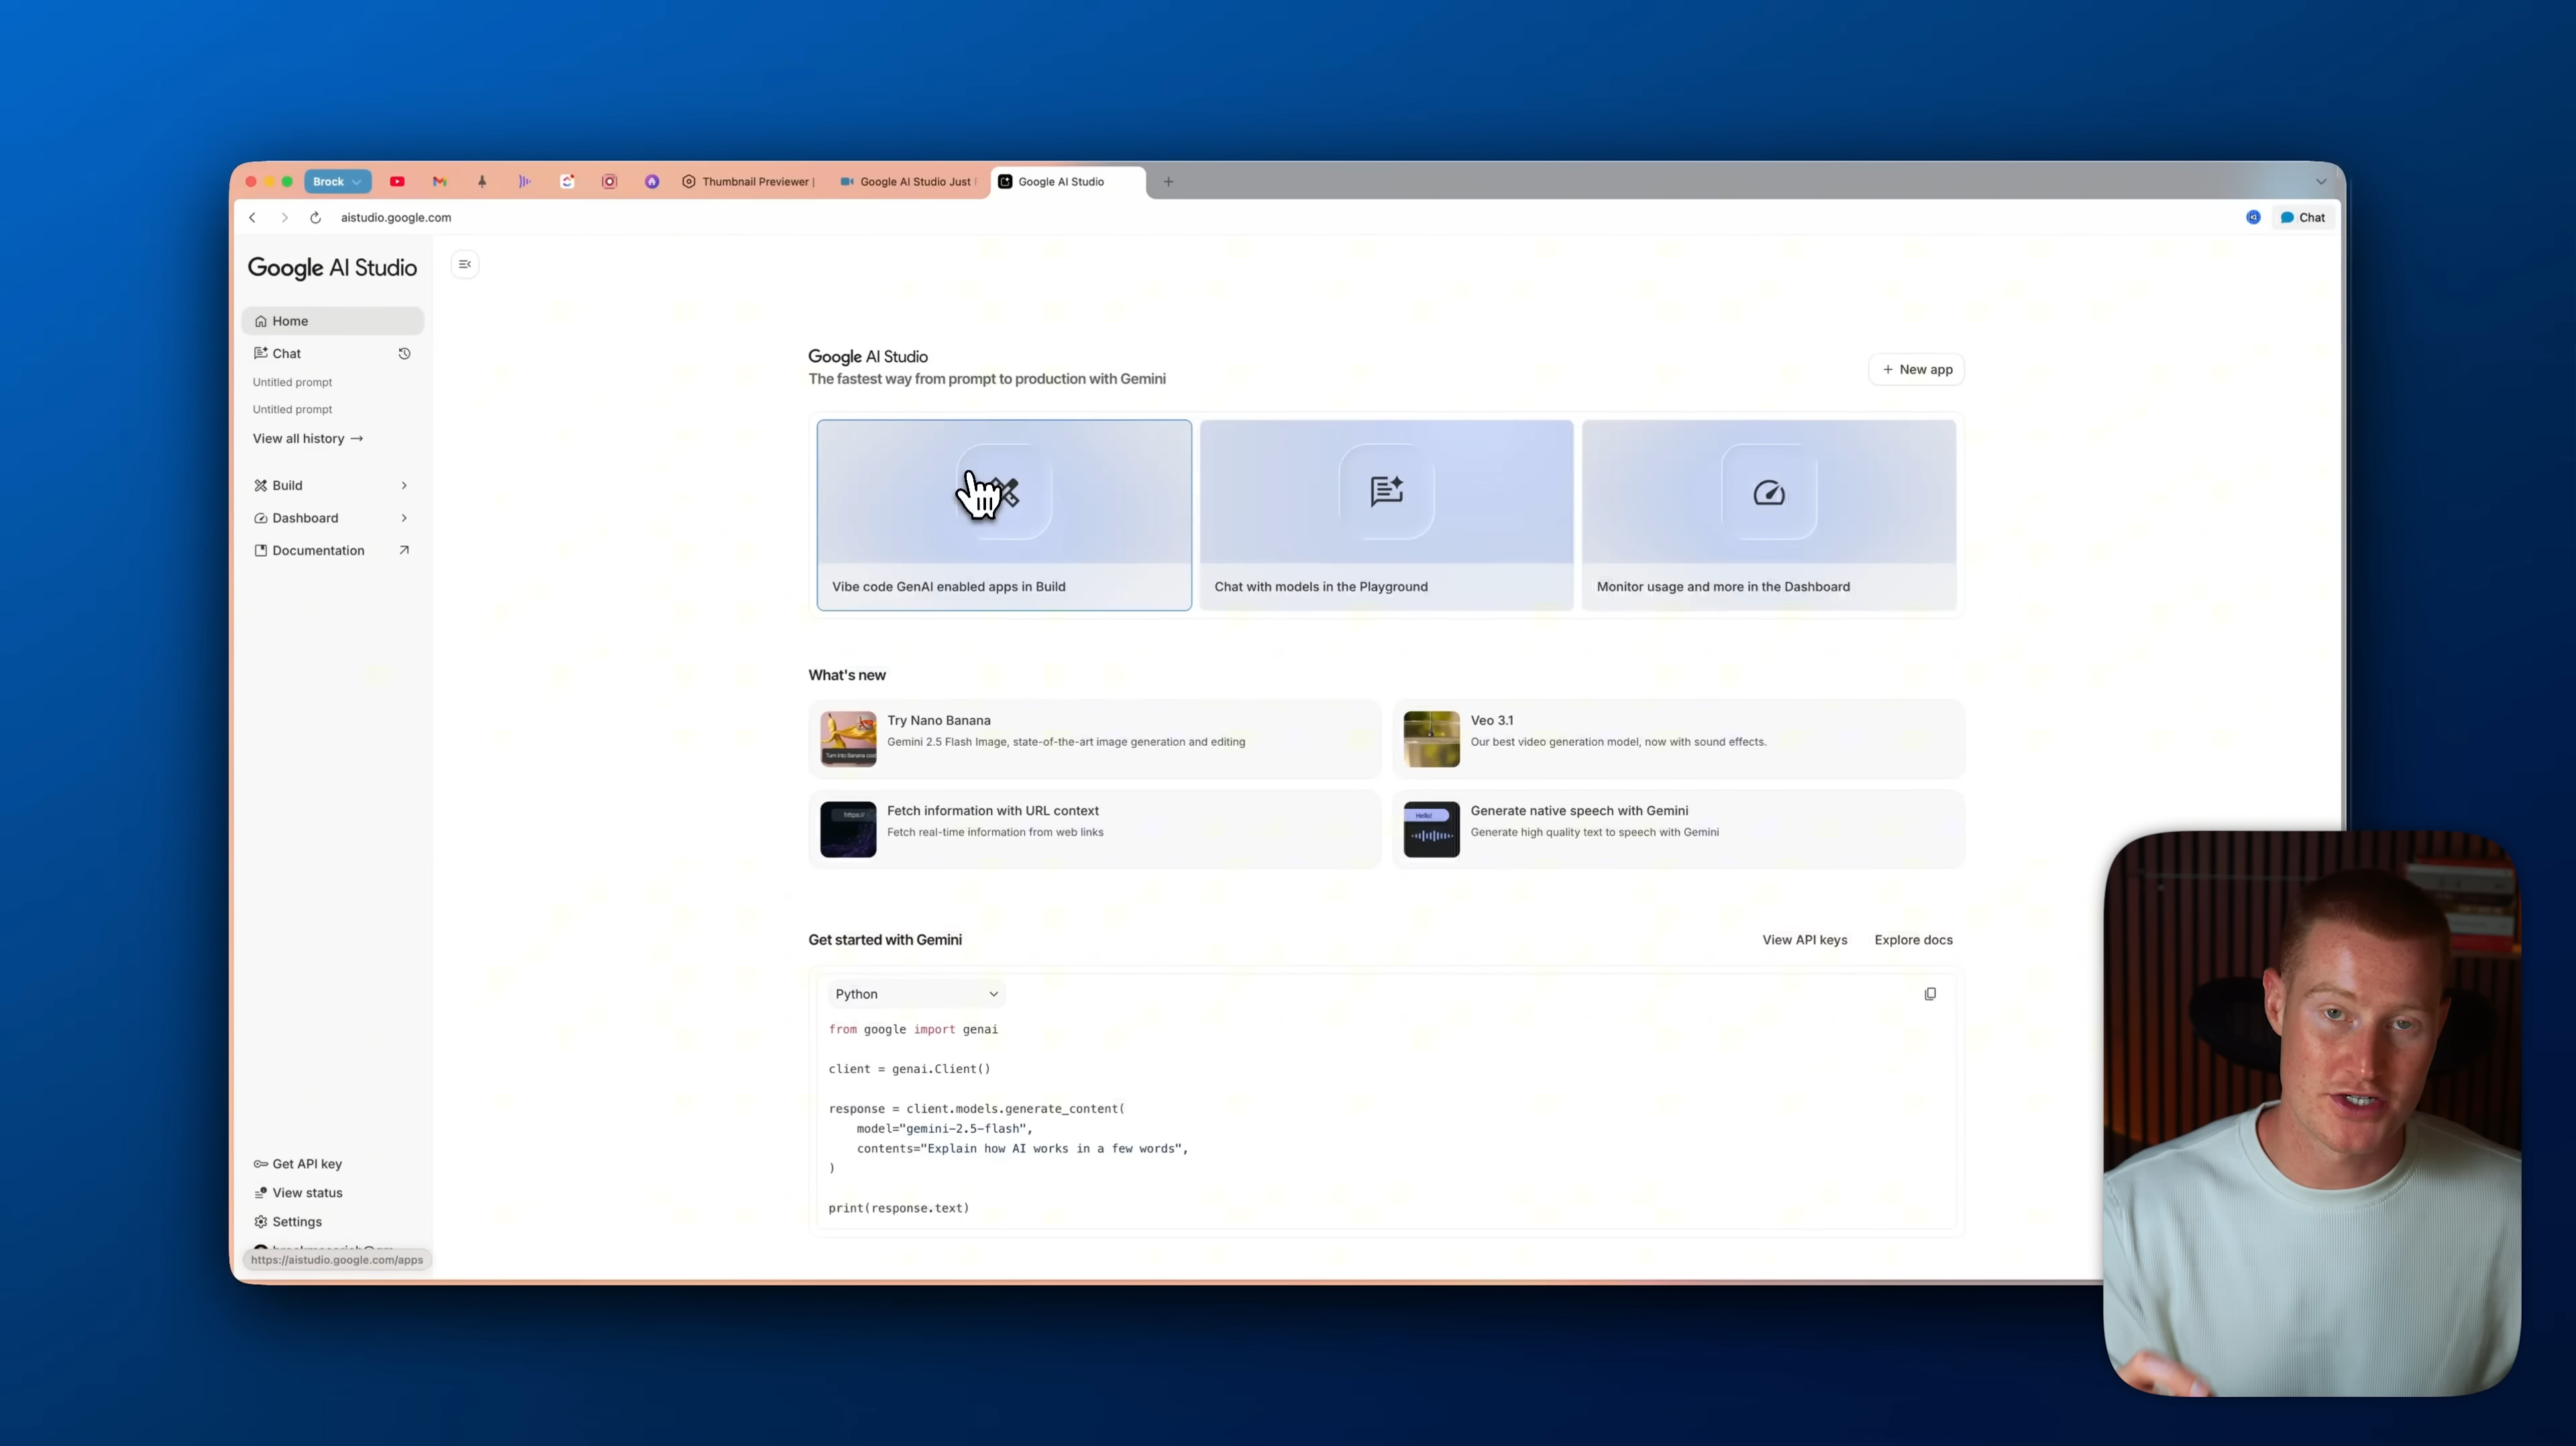 Brock
Thumbnail Previewer |
Google AI Studio Just
Google AI Studio
aistudio.google.com
Chat
Google AI Studio
Home
Chat
Untitled prompt
Untitled prompt
View all history →
Build
Dashboard
Documentation
Get API key
View status
Settings
https://aistudio.google.com/apps
Google AI Studio
The fastest way from prompt to production with Gemini
+ New app
Vibe code GenAI enabled apps in Build
Chat with models in the Playground
Monitor usage and more in the Dashboard
What's new
Try Nano Banana
Gemini 2.5 Flash Image, state-of-the-art image generation and editing
Veo 3.1
Our best video generation model, now with sound effects.
https://
Fetch information with URL context
Fetch real-time information from web links
Hello!
Generate native speech with Gemini
Generate high quality text to speech with Gemini
Get started with Gemini
View API keys
Explore docs
Python
from google import genai
client = genai.Client()
response = client.models.generate_content(
model="gemini-2.5-flash",
contents="Explain how AI works in a few words",
)
print(response.text)